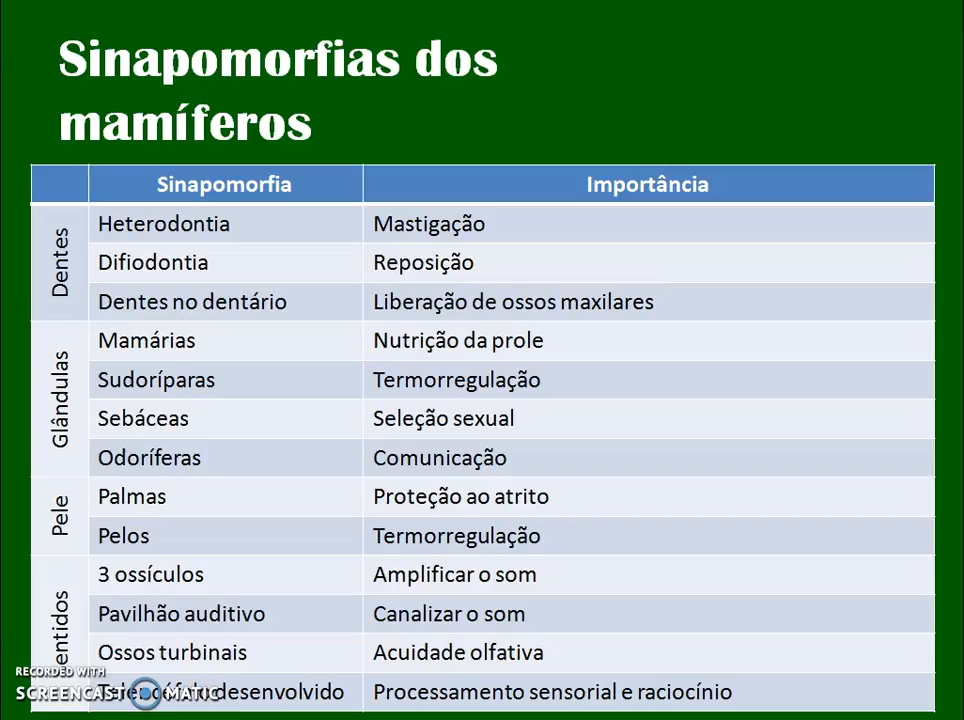 Sinapomorfias dos
mamíferos
Sinapomorfia Importância
Dentes
Heterodontia Mastigação
Difiodontia Reposição
Dentes no dentário Liberação de ossos maxilares
Glândulas
Mamárias Nutrição da prole
Sudoríparas Termorregulação
Sebáceas Seleção sexual
Odoríferas Comunicação
Pele
Palmas Proteção ao atrito
Pelos Termorregulação
3 ossículos Amplificar o som
Pavilhão auditivo Canalizar o som
Ossos turbinais Acuidade olfativa
desenvolvido Processamento sensorial e raciocínio
RECORDED WITH
SCREENCAST MATIC